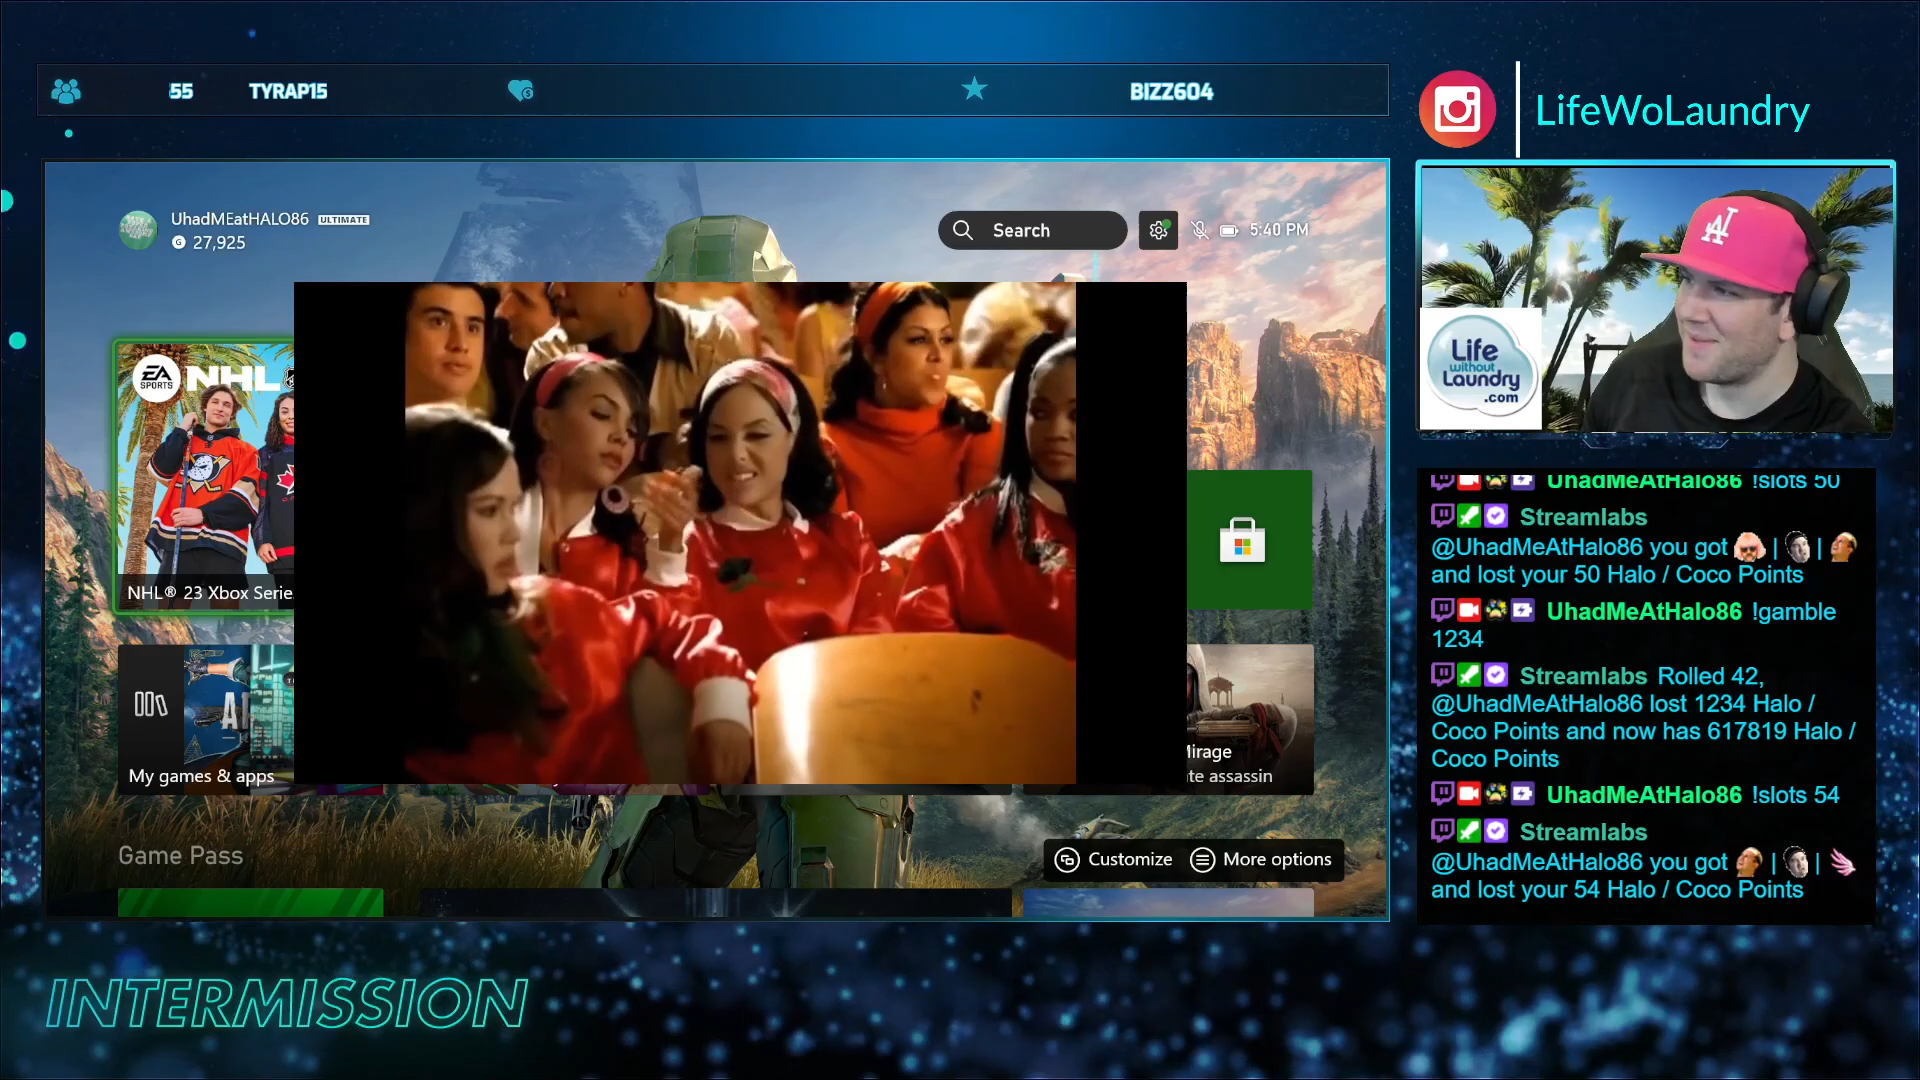 55 TYRAP15 BIZZ604
LifeWoLaundry
UhadMEatHALO86 ULTIMATE
G 27,925
Search
5:40 PM
EA SPORTS NHL
NHL® 23 Xbox Serie
My games & apps
Mirage
te assassin
Game Pass
Customize More options
Life
without
Laundry
.com
UhadMeAtHalo86 !slots 50
Streamlabs
@UhadMeAtHalo86 you got | |
and lost your 50 Halo / Coco Points
UhadMeAtHalo86 !gamble
1234
Streamlabs Rolled 42,
@UhadMeAtHalo86 lost 1234 Halo /
Coco Points and now has 617819 Halo /
Coco Points
UhadMeAtHalo86 !slots 54
Streamlabs
@UhadMeAtHalo86 you got | |
and lost your 54 Halo / Coco Points
INTERMISSION